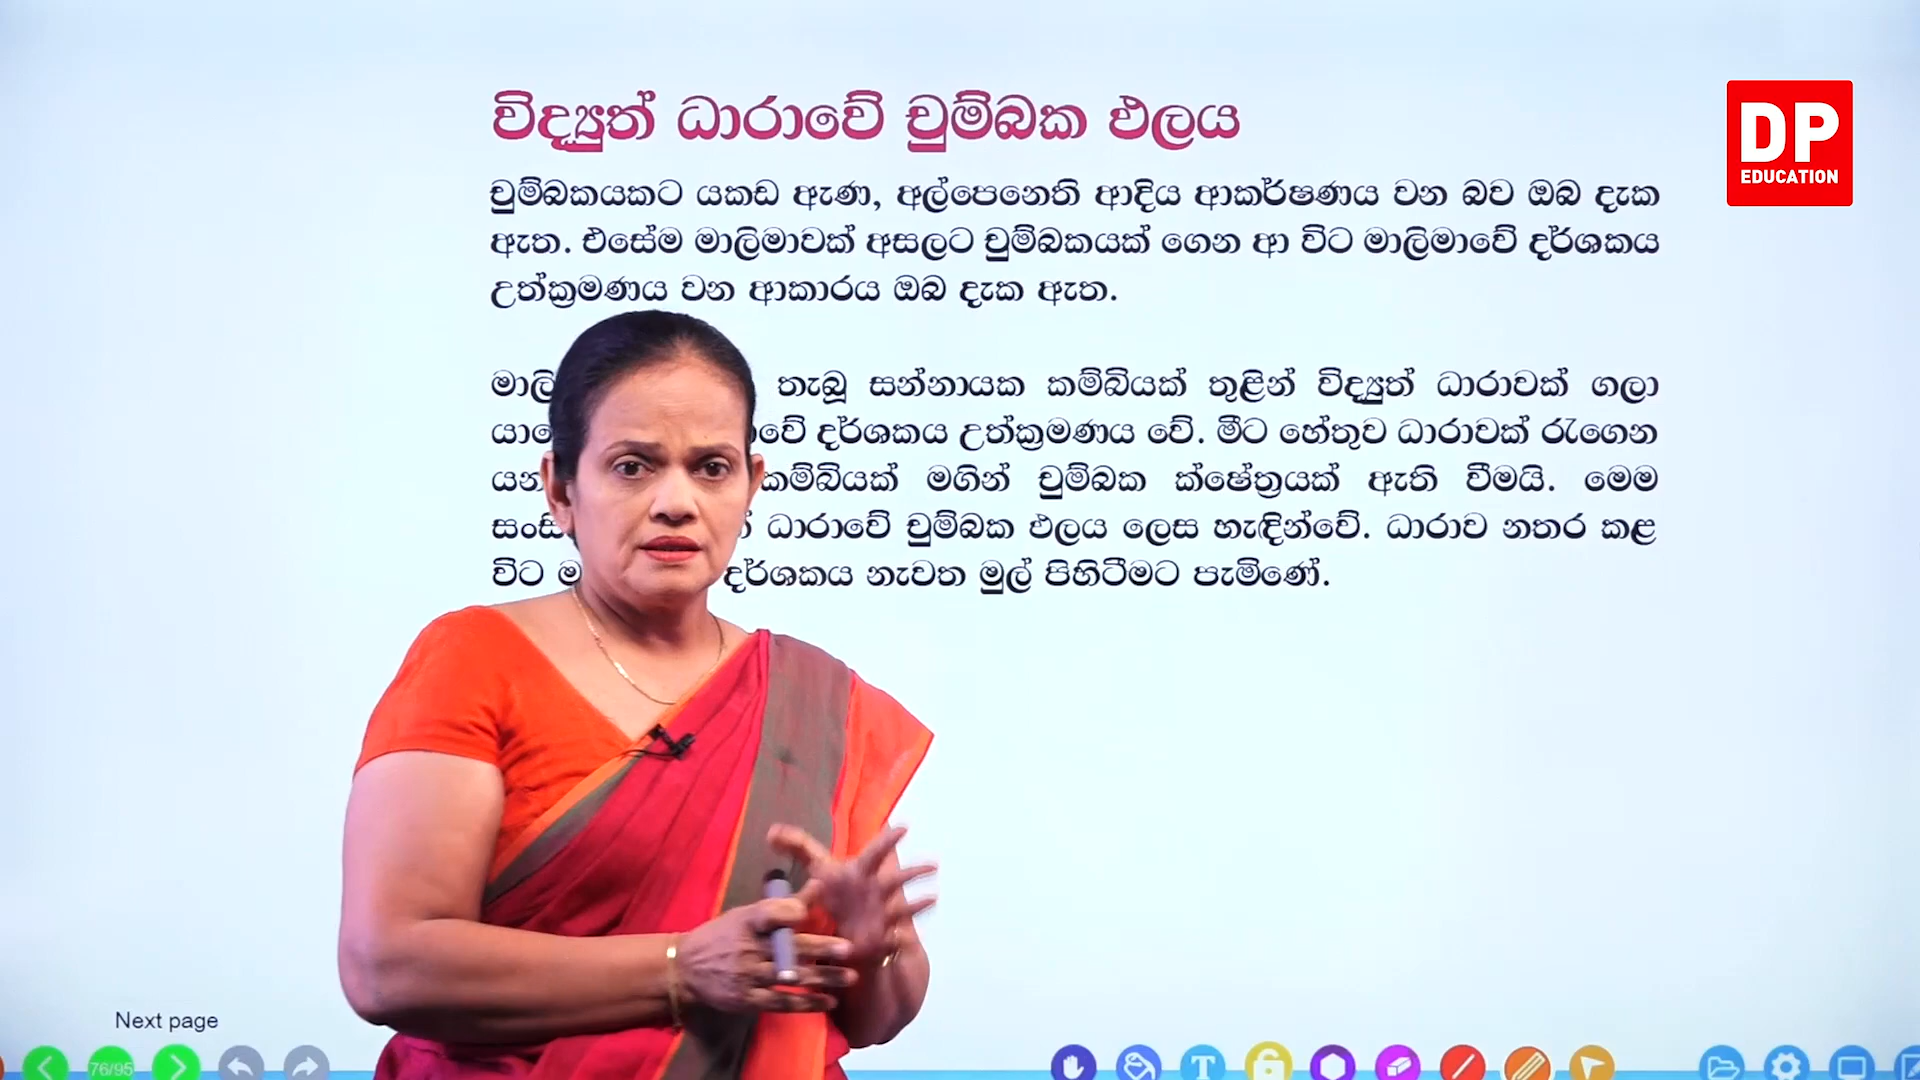 විද්‍යුත් ධාරාවේ චුම්බක ඵලය
චුම්බකයකට යකඩ ඇණ, අල්පෙනෙති ආදිය ආකර්ෂණය වන බව ඔබ දැක
ඇත. එසේම මාලිමාවක් අසලට චුම්බකයක් ගෙන ආ විට මාලිමාවේ දර්ශකය
උත්ක්‍රමණය වන ආකාරය ඔබ දැක ඇත.
තැබූ සන්නායක කම්බියක් තුළින් විද්‍යුත් ධාරාවක් ගලා
දර්ශකය උත්ක්‍රමණය වේ. මීට හේතුව ධාරාවක් රැගෙන
කම්බියක් මගින් චුම්බක ක්ෂේත්‍රයක් ඇති වීමයි. මෙම
ධාරාවේ චුම්බක ඵලය ලෙස හැඳින්වේ. ධාරාව නතර කළ
විට දර්ශකය නැවත මුල් පිහිටීමට පැමිණේ.
DP
EDUCATION
Next page
76/95